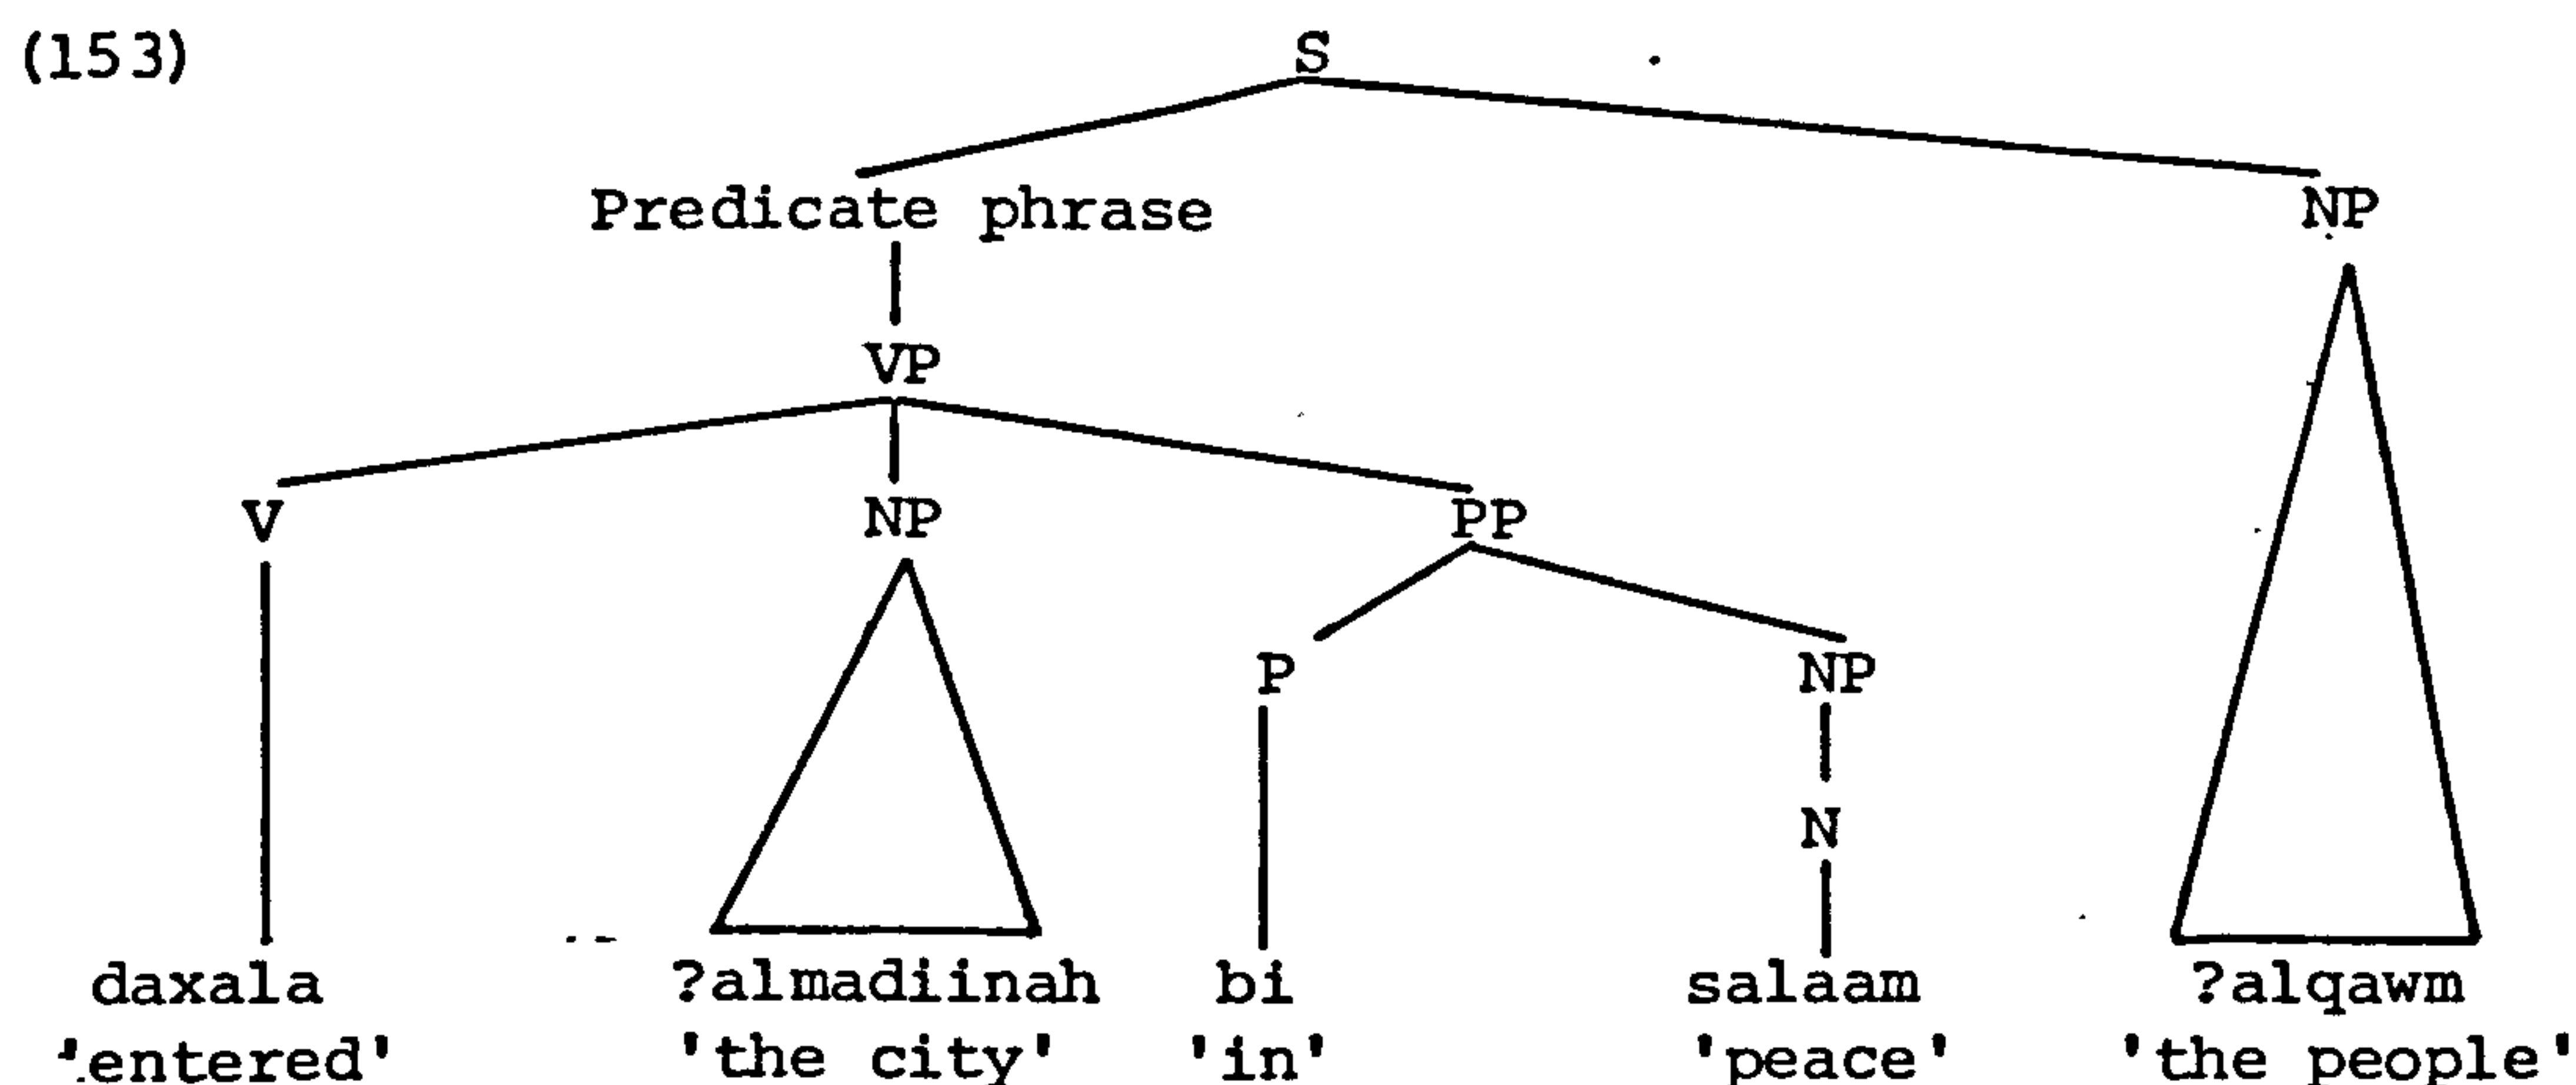 (153) S
Predicate phrase NP
VP
V NP PP
P NP
N
daxala ?almadiinah bi salaam ?alqawm
'entered' 'the city' 'in' 'peace' 'the people'